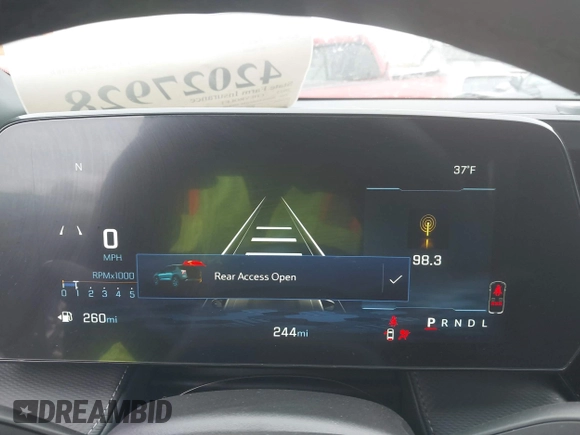 42027928
N
37°F
0
MPH
98.3
Rear Access Open
RPMx1000
0 1 2 3 4 5
260mi
244mi
P R N D L
DREAMBID